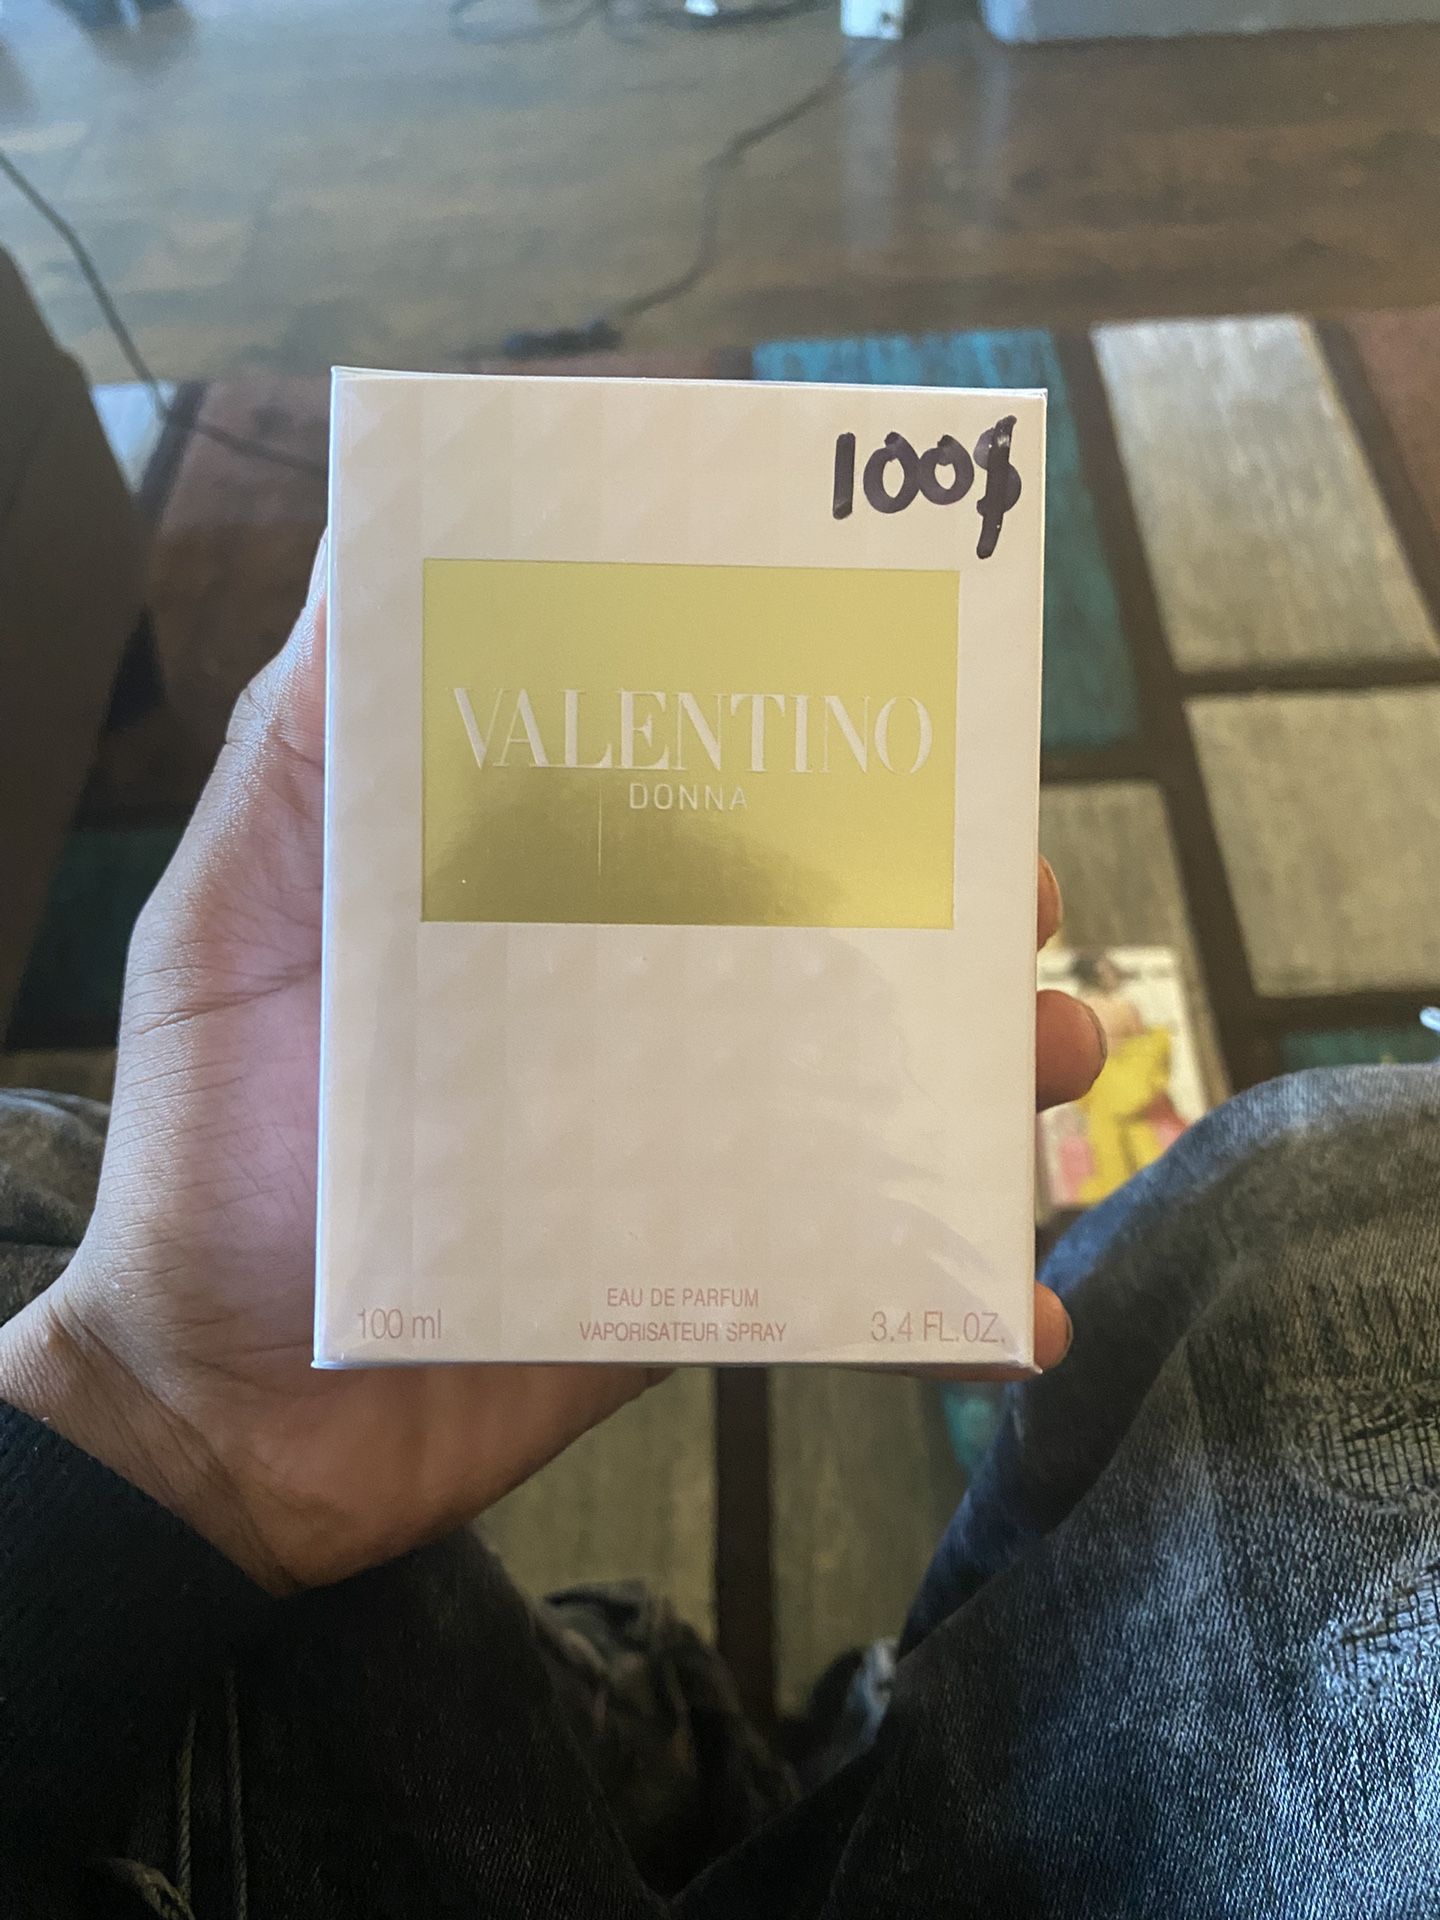 100$
VALENTINO
DONNA
EAU DE PARFUM
100 ml VAPORISATEUR SPRAY 3.4 FL.OZ.